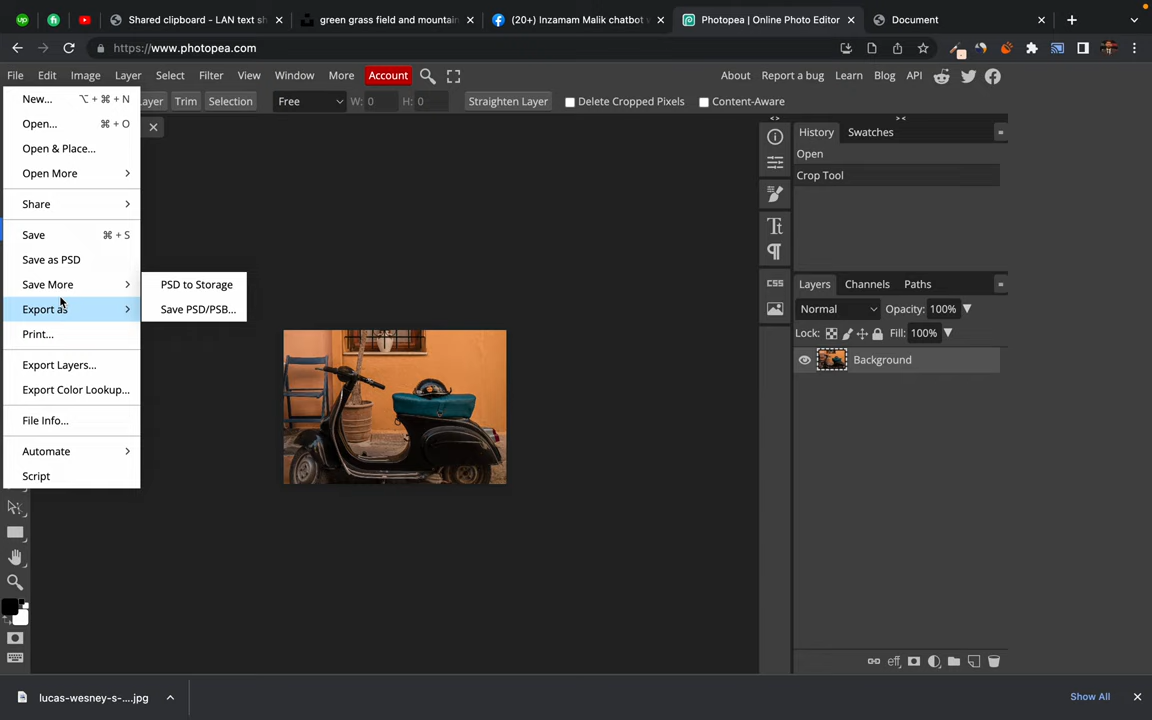 Shared clipboard - LAN text sh
green grass field and mountain
(20+) Inzamam Malik chatbot
Photopea | Online Photo Editor
Document
https://www.photopea.com
File Edit Image Layer Select Filter View Window More Account
About Report a bug Learn Blog API
ayer Trim Selection Free W: 0 H: 0 Straighten Layer Delete Cropped Pixels Content-Aware
New... ⌥ + ⌘ + N
Open... ⌘ + O
Open & Place...
Open More
Share
Save ⌘ + S
Save as PSD
Save More
Export as
Print...
Export Layers...
Export Color Lookup...
File Info...
Automate
Script
PSD to Storage
Save PSD/PSB...
History Swatches
Open
Crop Tool
CSS
Layers Channels Paths
Normal Opacity: 100%
Lock: Fill: 100%
Background
eff
lucas-wesney-s-....jpg
Show All